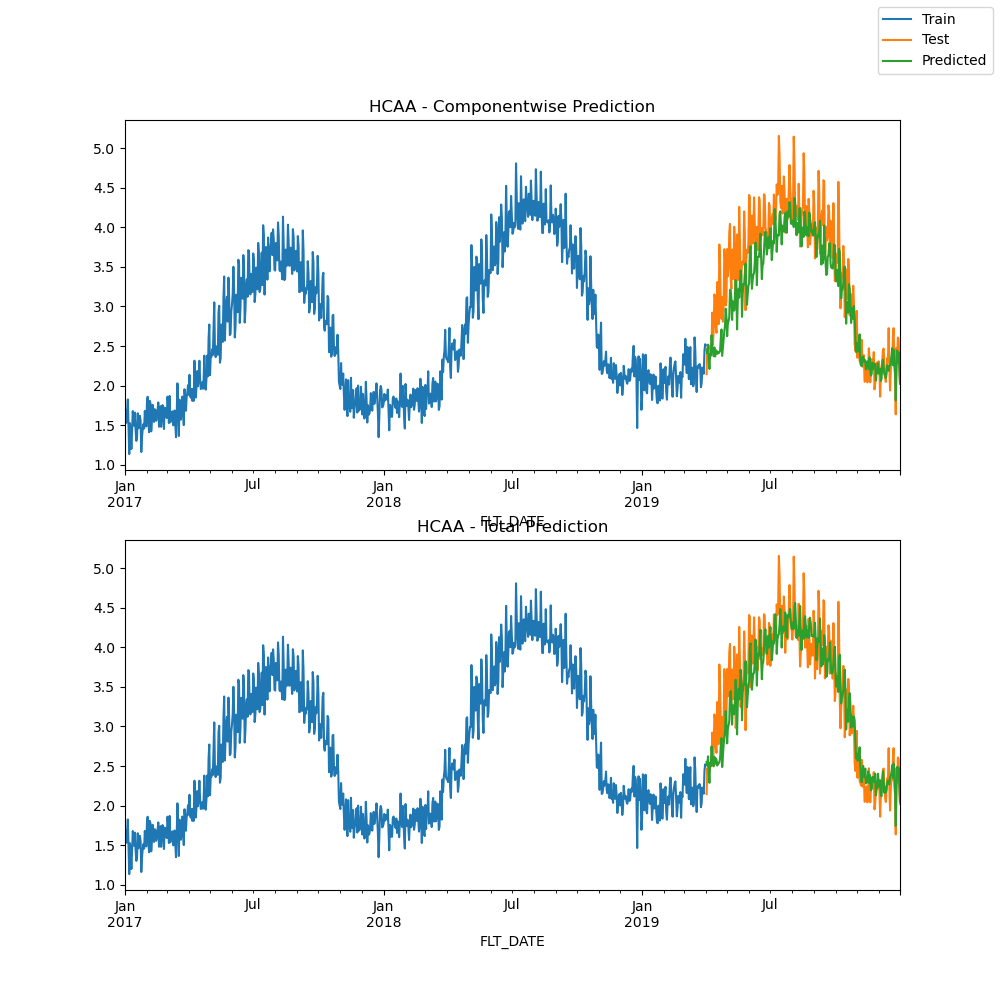 Train
Test
Predicted
HCAA - Componentwise Prediction
5.0
4.5
4.0
3.5
3.0
2.5
2.0
1.5
1.0
Jan Jul Jan Jul Jan Jul
2017 2018 2019
FLT_DATE
HCAA - Total Prediction
5.0
4.5
4.0
3.5
3.0
2.5
2.0
1.5
1.0
Jan Jul Jan Jul Jan Jul
2017 2018 2019
FLT_DATE